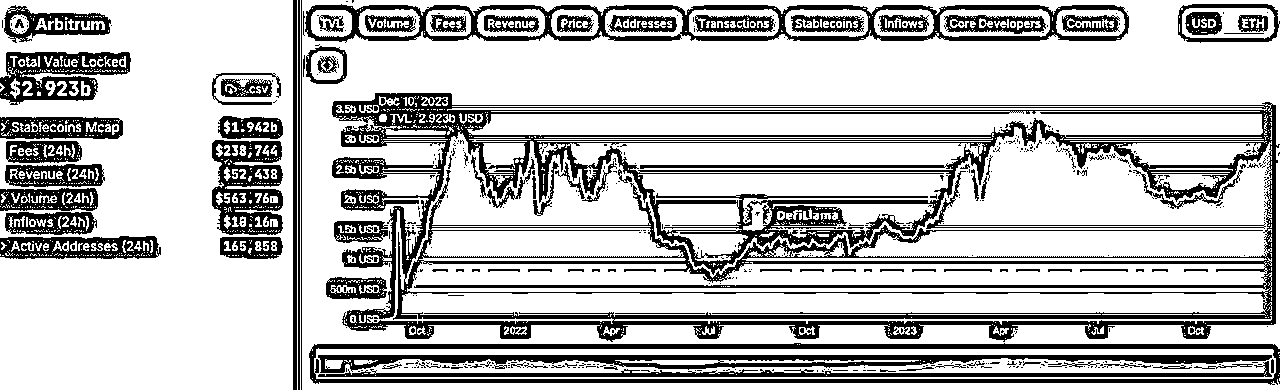 Arbitrum
Total Value Locked
$2.923b
.csv
Stablecoins Mcap $1.942b
Fees (24h) $238,744
Revenue (24h) $52,438
Volume (24h) $563.76m
Inflows (24h) $18.16m
Active Addresses (24h) 165,858
TVL Volume Fees Revenue Price Addresses Transactions Stablecoins Inflows Core Developers Commits USD ETH
Dec 10, 2023
TVL 2.923b USD
3.5b USD
3b USD
2.5b USD
2b USD
1.5b USD
1b USD
500m USD
0 USD
DefiLlama
Oct 2022 Apr Jul Oct 2023 Apr Jul Oct